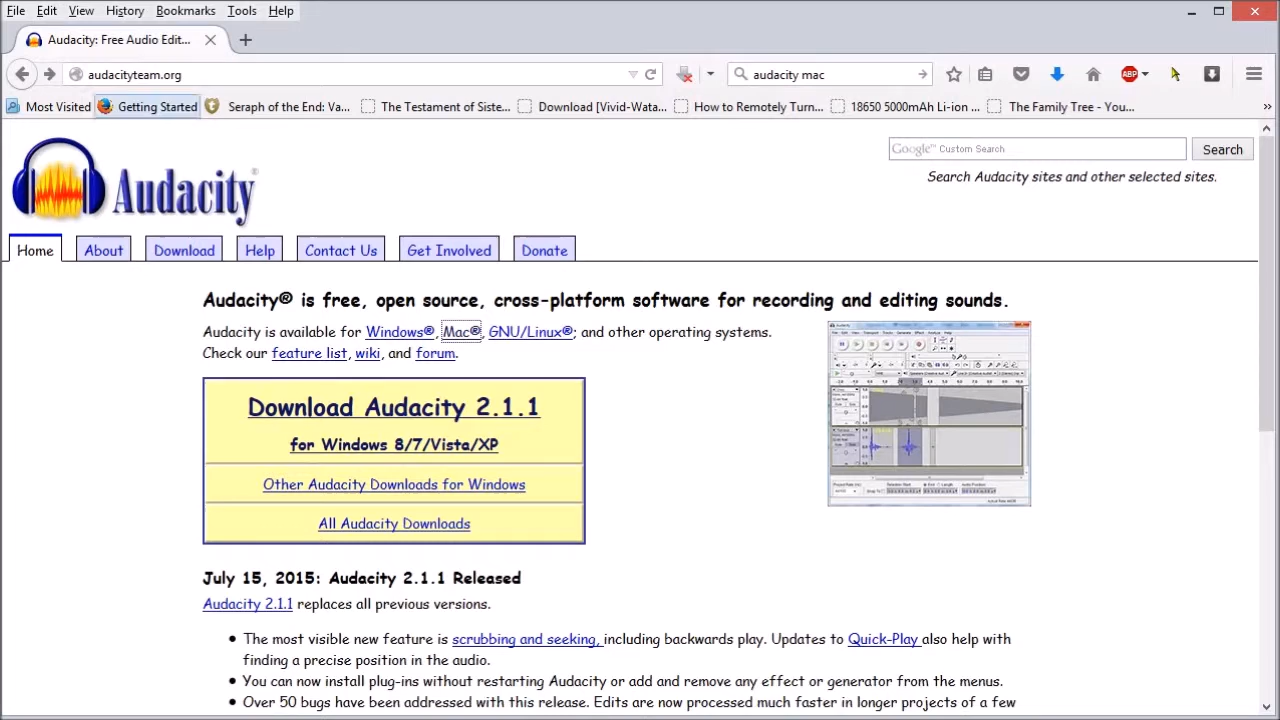 File Edit View History Bookmarks Tools Help
Audacity: Free Audio Edit...
audacityteam.org
audacity mac
ABP
Most Visited Getting Started Seraph of the End: Va... The Testament of Siste... Download [Vivid-Wata... How to Remotely Turn... 18650 5000mAh Li-ion ... The Family Tree - You... »
Google™ Custom Search Search
Audacity®
Search Audacity sites and other selected sites.
Home About Download Help Contact Us Get Involved Donate
Audacity® is free, open source, cross-platform software for recording and editing sounds.
Audacity is available for Windows®, Mac®, GNU/Linux®; and other operating systems.
Check our feature list, wiki, and forum.
Download Audacity 2.1.1
for Windows 8/7/Vista/XP
Other Audacity Downloads for Windows
All Audacity Downloads
July 15, 2015: Audacity 2.1.1 Released
Audacity 2.1.1 replaces all previous versions.
• The most visible new feature is scrubbing and seeking, including backwards play. Updates to Quick-Play also help with
finding a precise position in the audio.
• You can now install plug-ins without restarting Audacity or add and remove any effect or generator from the menus.
• Over 50 bugs have been addressed with this release. Edits are now processed much faster in longer projects of a few